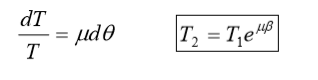 dT/T = μdθ
T₂ = T₁e^{μβ}